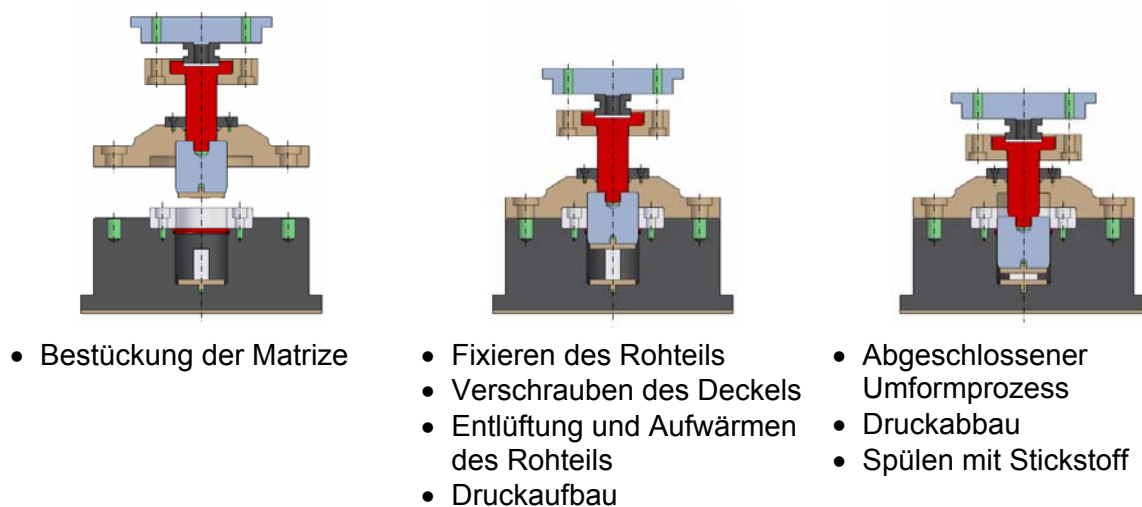 • Bestückung der Matrize
• Fixieren des Rohteils
• Verschrauben des Deckels
• Entlüftung und Aufwärmen
des Rohteils
• Druckaufbau
• Abgeschlossener
Umformprozess
• Druckabbau
• Spülen mit Stickstoff